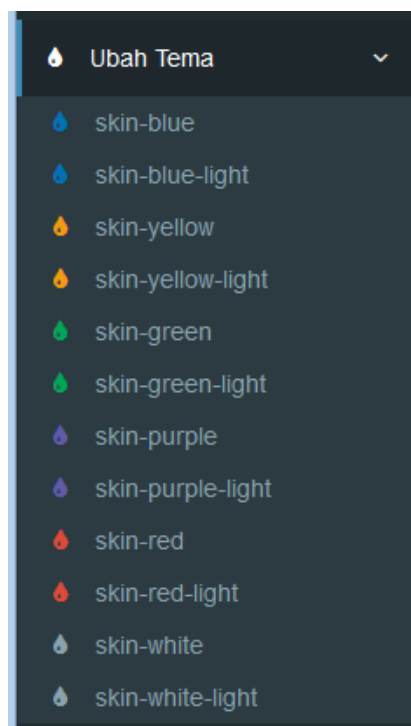 Ubah Tema
skin-blue
skin-blue-light
skin-yellow
skin-yellow-light
skin-green
skin-green-light
skin-purple
skin-purple-light
skin-red
skin-red-light
skin-white
skin-white-light